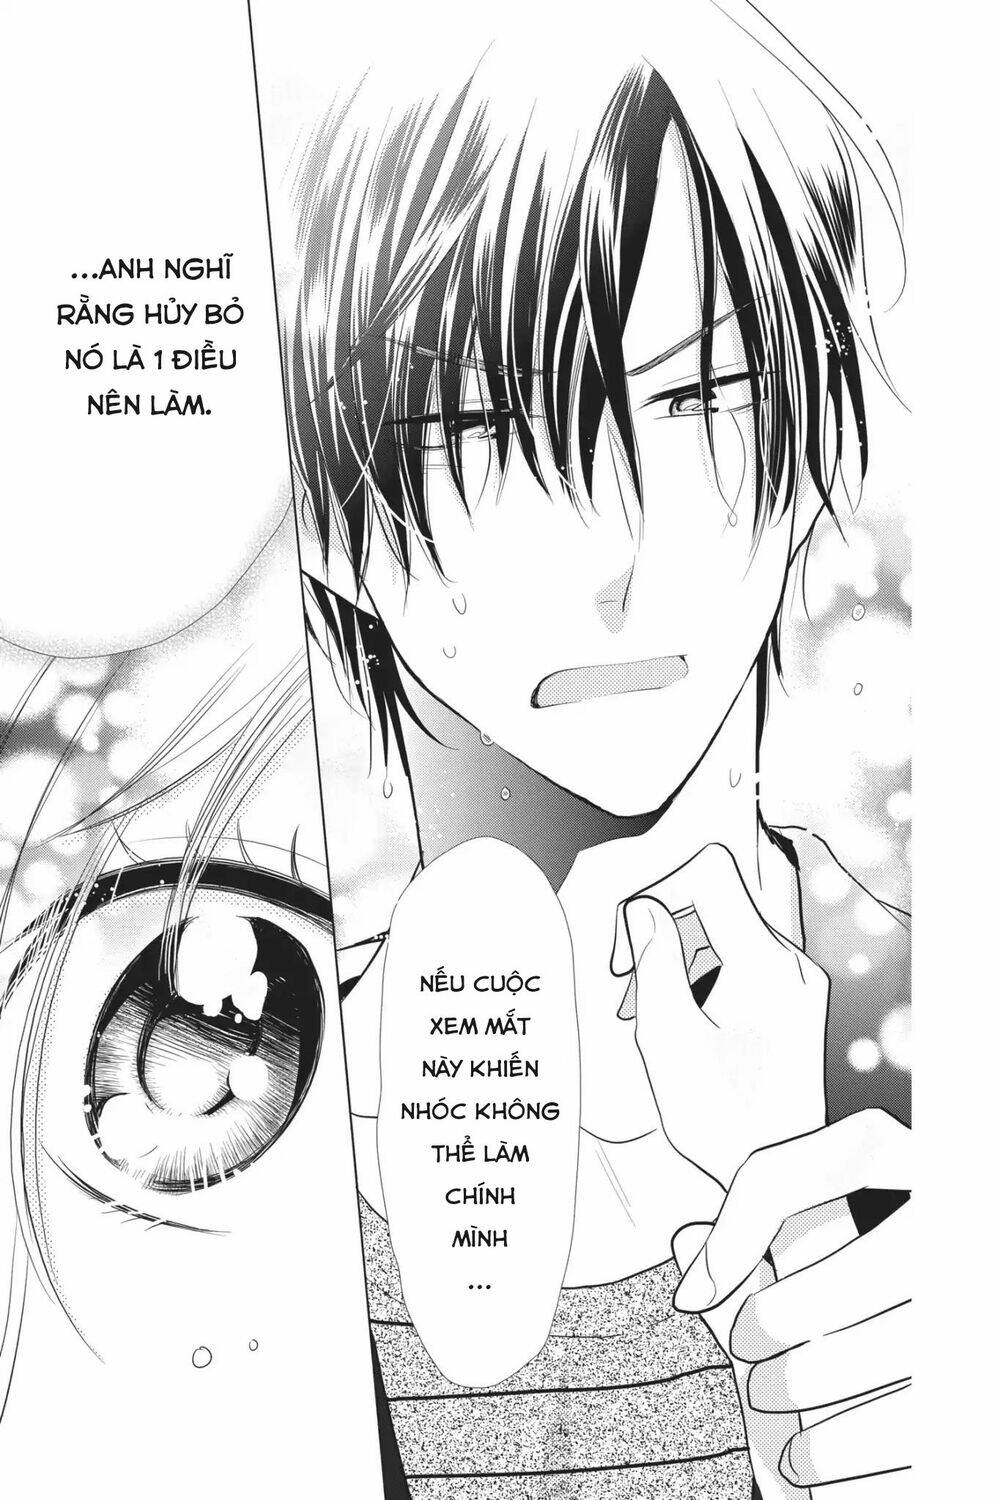 NẾU CUỘC
XEM MẮT
NÀY KHIẾN
NHÓC KHÔNG
THỂ LÀM
CHÍNH
MÌNH
...
...ANH NGHĨ
RẰNG HỦY BỎ
NÓ LÀ 1 ĐIỀU
NÊN LÀM.